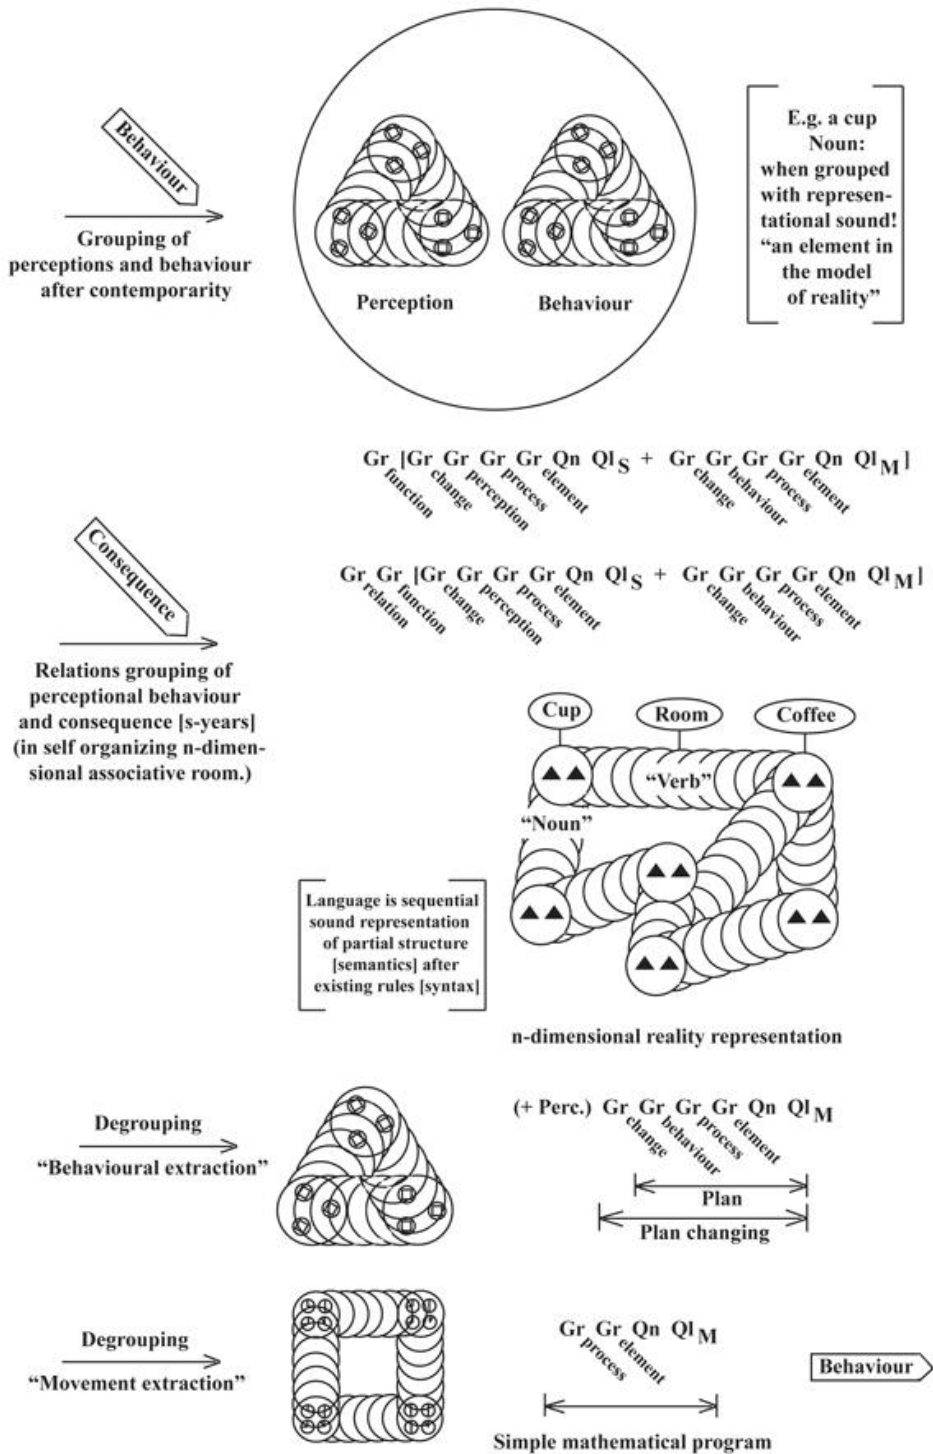 Behaviour
Grouping of
perceptions and behaviour
after contemporarity
Perception
Behaviour
E.g. a cup
Noun:
when grouped
with represen-
tational sound!
“an element in
the model
of reality”
Gr [Gr Gr Gr Gr Qn Ql S + Gr Gr Gr Gr Qn Ql M ]
function change perception process element change behaviour process element
Consequence
Relations grouping of
perceptional behaviour
and consequence [s-years]
(in self organizing n-dimen-
sional associative room.)
Gr Gr [Gr Gr Gr Gr Qn Ql S + Gr Gr Gr Gr Qn Ql M ]
relation function change perception process element change behaviour process element
Cup
Room
Coffee
“Verb”
“Noun”
Language is sequential
sound representation
of partial structure
[semantics] after
existing rules [syntax]
n-dimensional reality representation
Degrouping
“Behavioural extraction”
(+ Perc.) Gr Gr Gr Gr Qn Ql M
change behaviour process element
Plan
Plan changing
Degrouping
“Movement extraction”
Gr Gr Qn Ql M
process element
Simple mathematical program
Behaviour